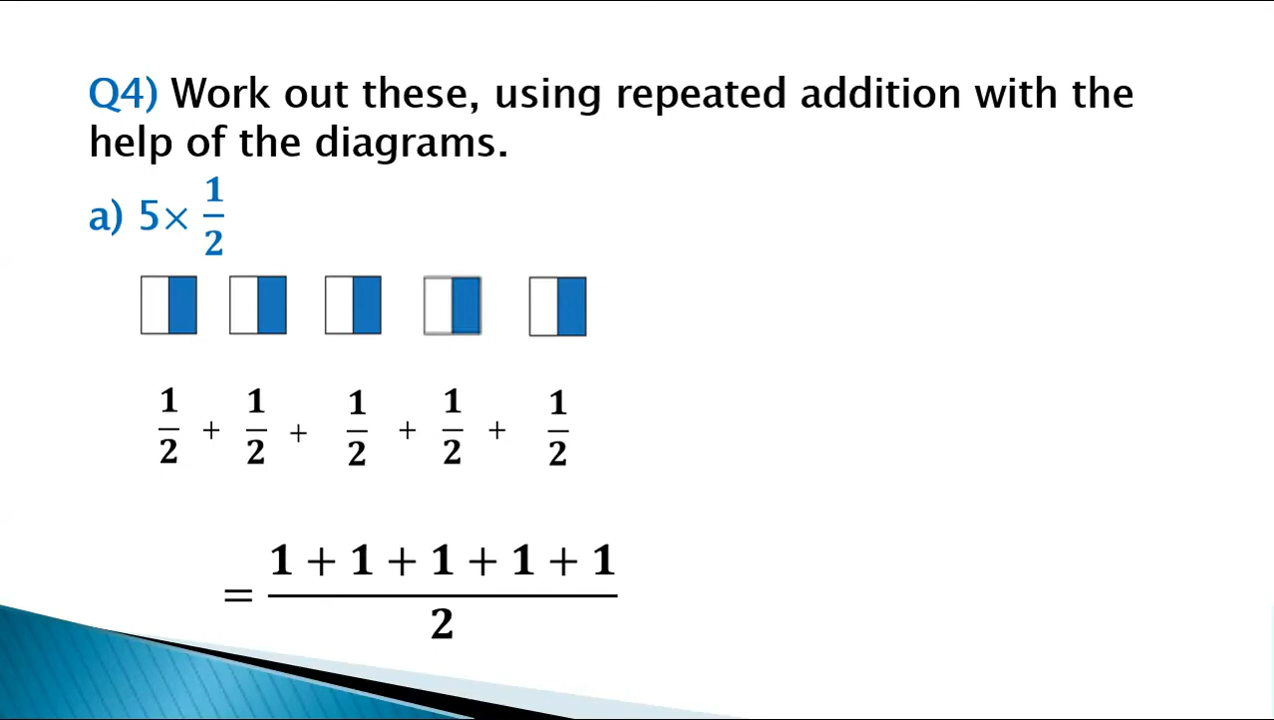 Q4) Work out these, using repeated addition with the
help of the diagrams.
a) 5× 1/2
1/2 + 1/2 + 1/2 + 1/2 + 1/2
= (1 + 1 + 1 + 1 + 1)/2